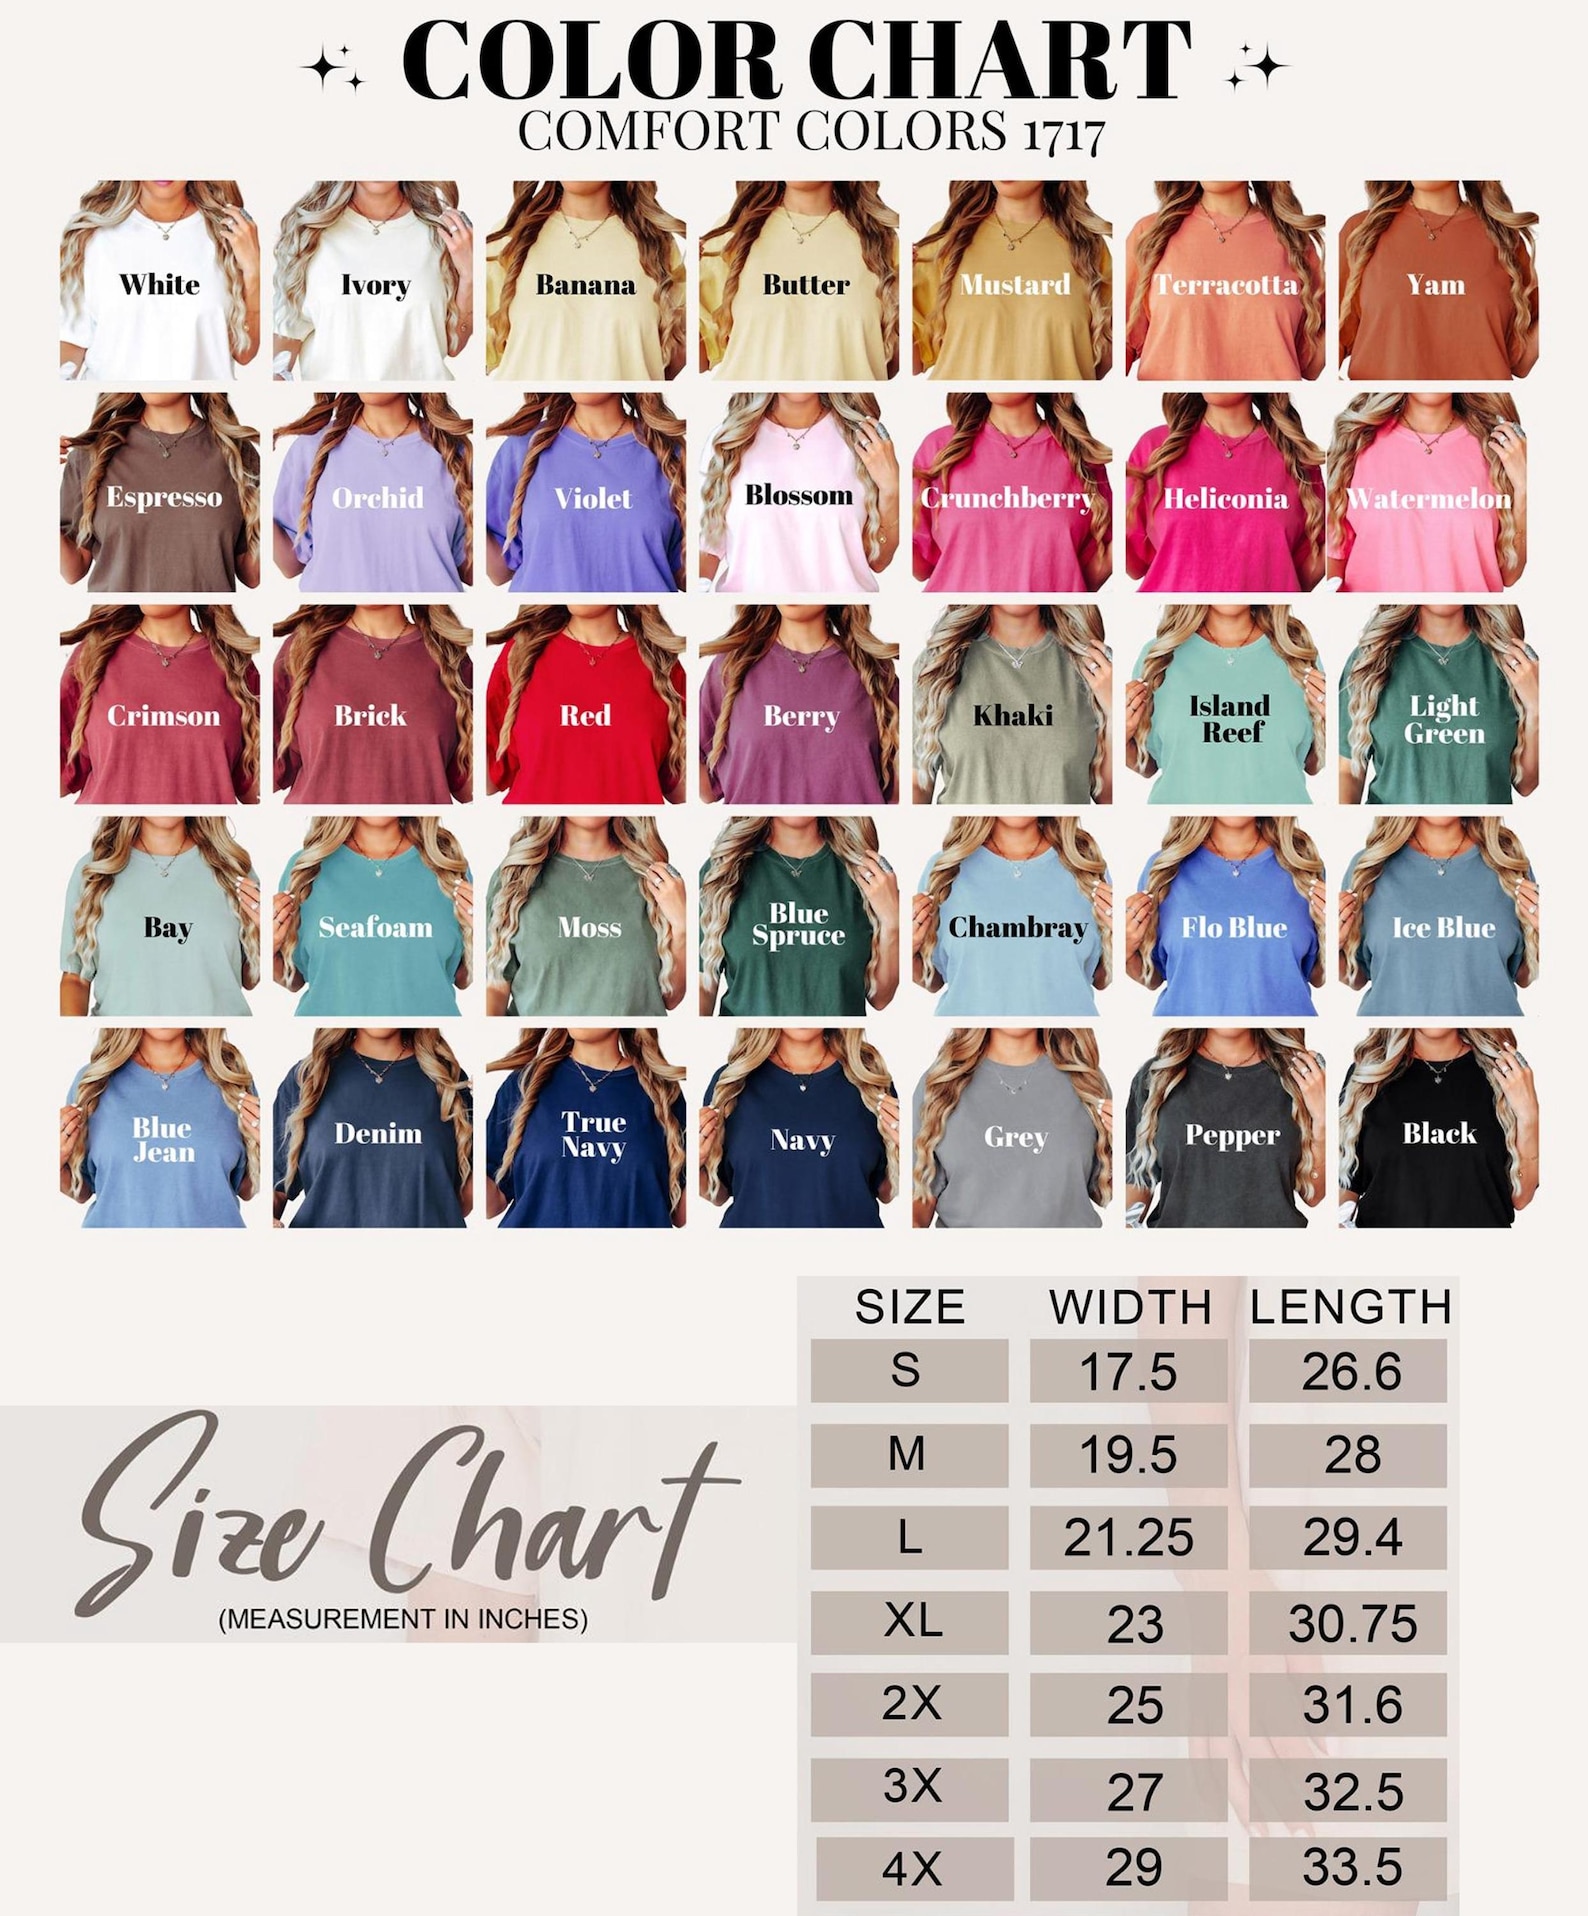 COLOR CHART
COMFORT COLORS 1717
White
Ivory
Banana
Butter
Mustard
Terracotta
Yam
Espresso
Orchid
Violet
Blossom
Crunchberry
Heliconia
Watermelon
Crimson
Brick
Red
Berry
Khaki
Island
Reef
Light
Green
Bay
Seafoam
Moss
Blue
Spruce
Chambray
Flo Blue
Ice Blue
Blue
Jean
Denim
True
Navy
Navy
Grey
Pepper
Black
Size Chart
(MEASUREMENT IN INCHES)
SIZE WIDTH LENGTH
S 17.5 26.6
M 19.5 28
L 21.25 29.4
XL 23 30.75
2X 25 31.6
3X 27 32.5
4X 29 33.5